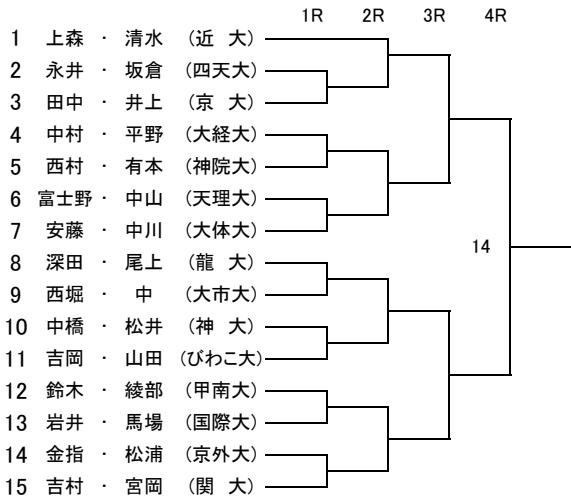 1R 2R 3R 4R
1 上森 ・ 清水 (近 大)
2 永井 ・ 坂倉 (四天大)
3 田中 ・ 井上 (京 大)
4 中村 ・ 平野 (大経大)
5 西村 ・ 有本 (神院大)
6 富士野 ・ 中山 (天理大)
7 安藤 ・ 中川 (大体大)
14
8 深田 ・ 尾上 (龍 大)
9 西堀 ・ 中 (大市大)
10 中橋 ・ 松井 (神 大)
11 吉岡 ・ 山田 (びわこ大)
12 鈴木 ・ 綾部 (甲南大)
13 岩井 ・ 馬場 (国際大)
14 金指 ・ 松浦 (京外大)
15 吉村 ・ 宮岡 (関 大)